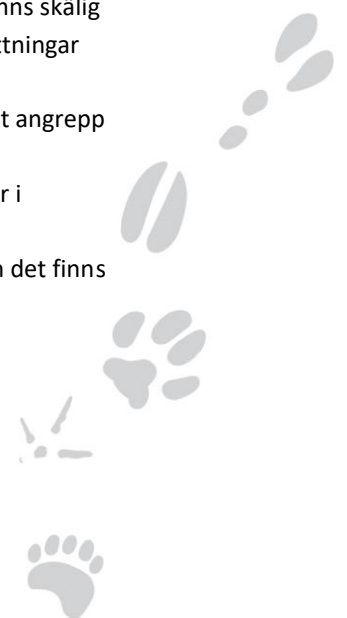 nns skälig
ttningar
t angrepp
r i
n det finns